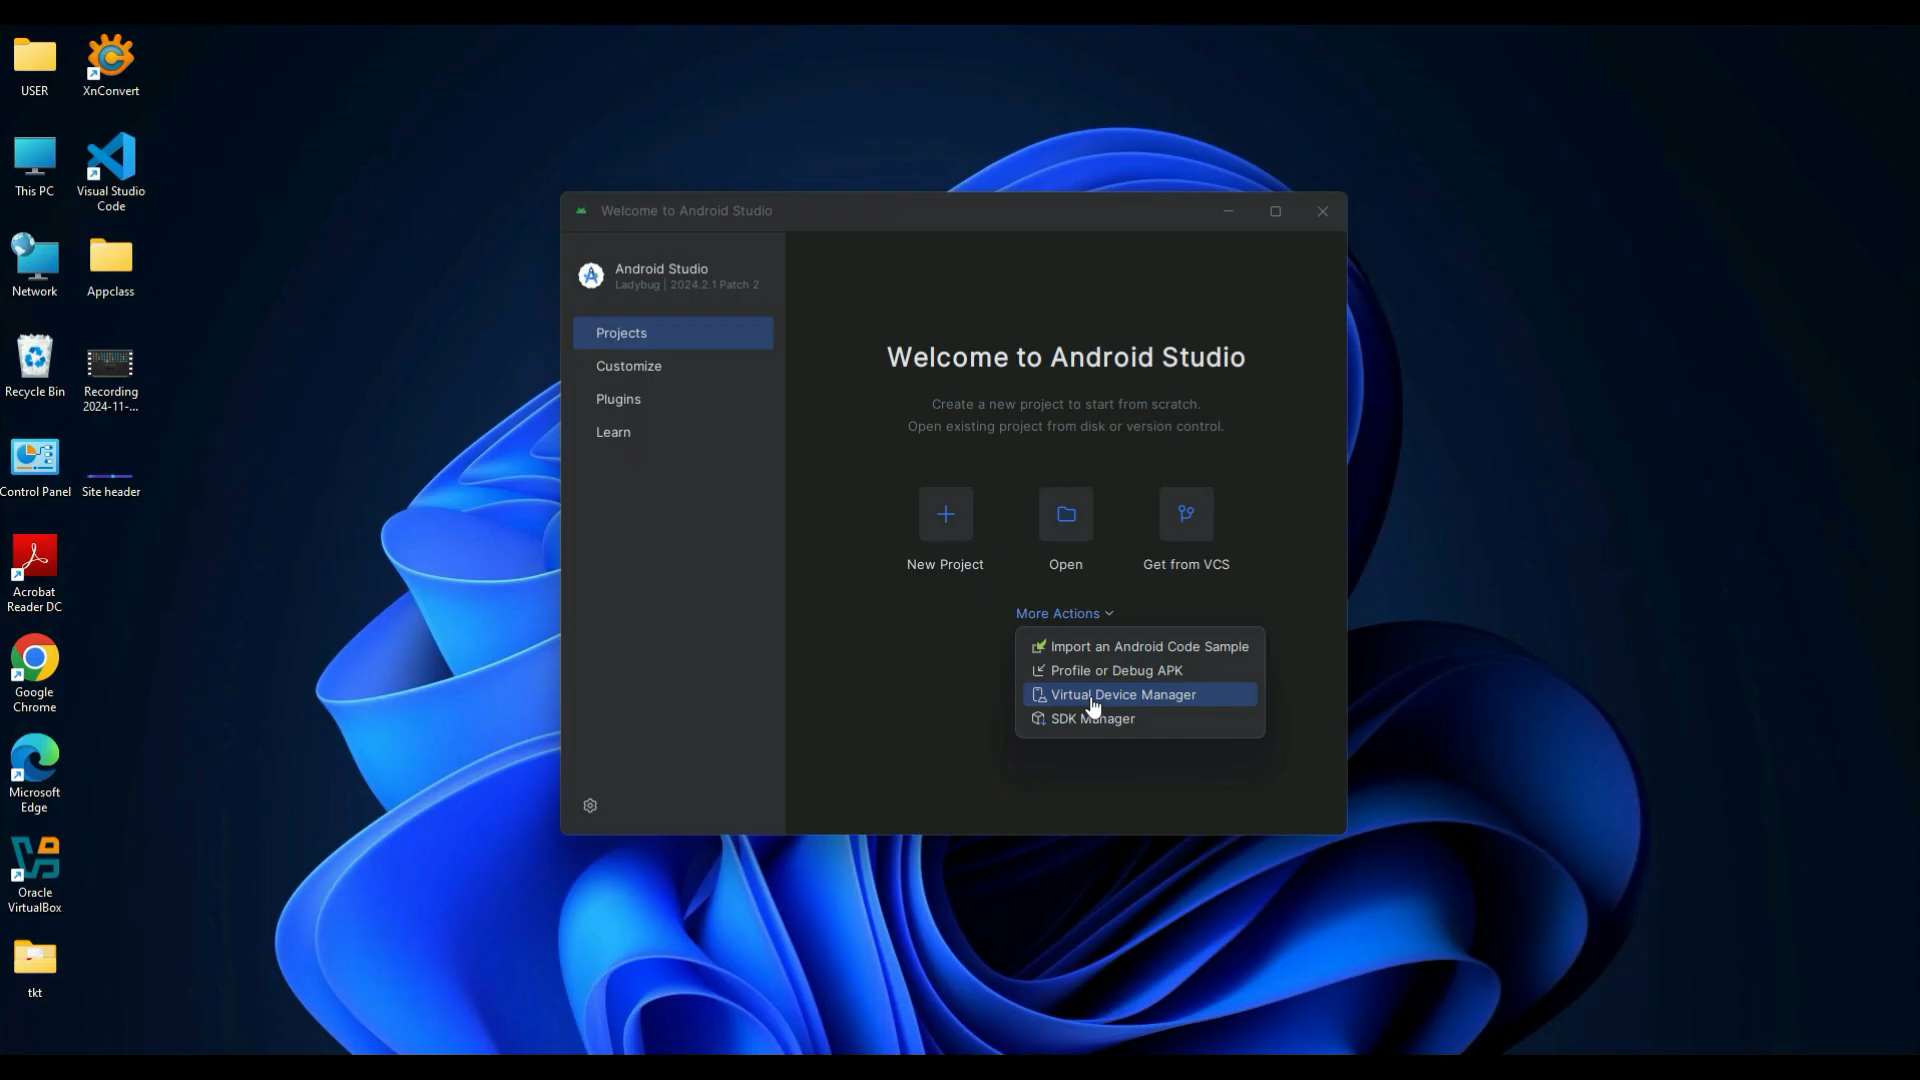 USER
XnConvert
This PC
Visual Studio
Code
Network
Appclass
Recycle Bin
Recording
2024-11-...
Control Panel
Site header
Acrobat
Reader DC
Google
Chrome
Microsoft
Edge
Oracle
VirtualBox
tkt
Welcome to Android Studio
Android Studio
Ladybug | 2024.2.1 Patch 2
Projects
Customize
Plugins
Learn
Welcome to Android Studio
Create a new project to start from scratch.
Open existing project from disk or version control.
New Project
Open
Get from VCS
More Actions
Import an Android Code Sample
Profile or Debug APK
Virtual Device Manager
SDK Manager